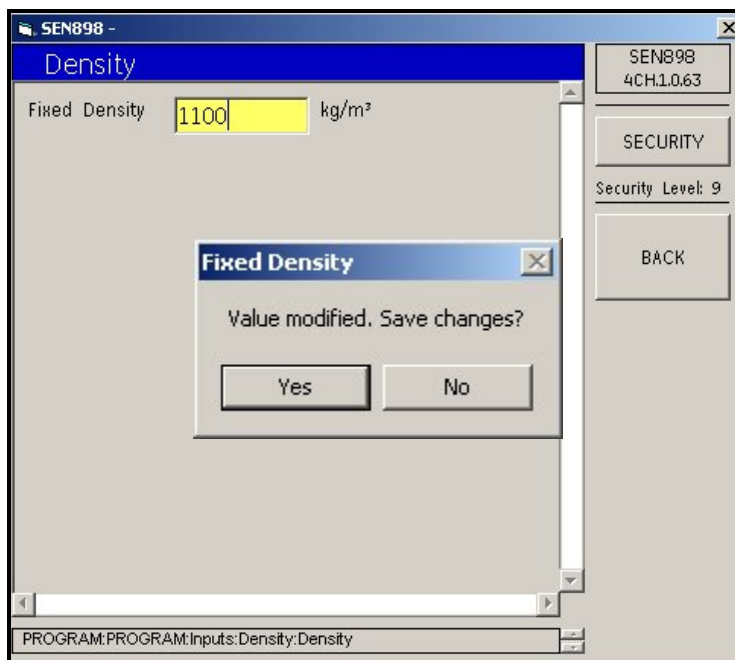 SEN898 -
Density
Fixed Density 1100 kg/m³
Fixed Density
Value modified. Save changes?
Yes No
SEN898
4CH.1.0.63
SECURITY
Security Level: 9
BACK
PROGRAM:PROGRAM:Inputs:Density:Density